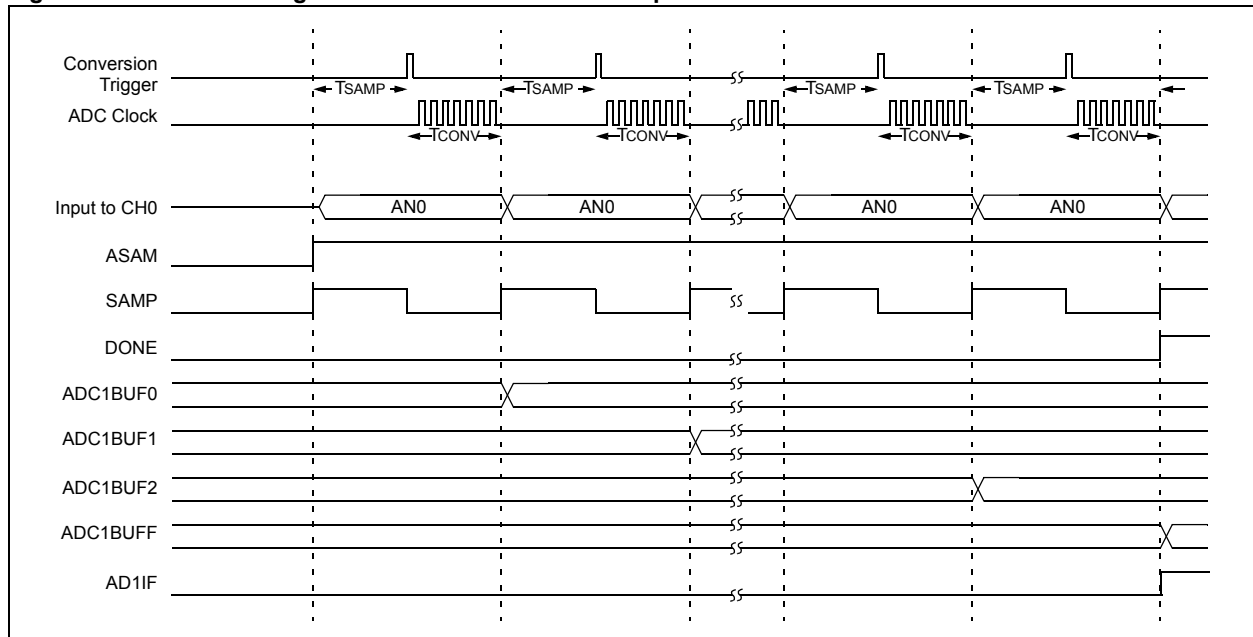 Conversion
Trigger
TSAMP TSAMP TSAMP TSAMP
ADC Clock
TCONV TCONV TCONV TCONV
Input to CH0 AN0 AN0 AN0 AN0
ASAM
SAMP
DONE
ADC1BUF0
ADC1BUF1
ADC1BUF2
ADC1BUFF
AD1IF